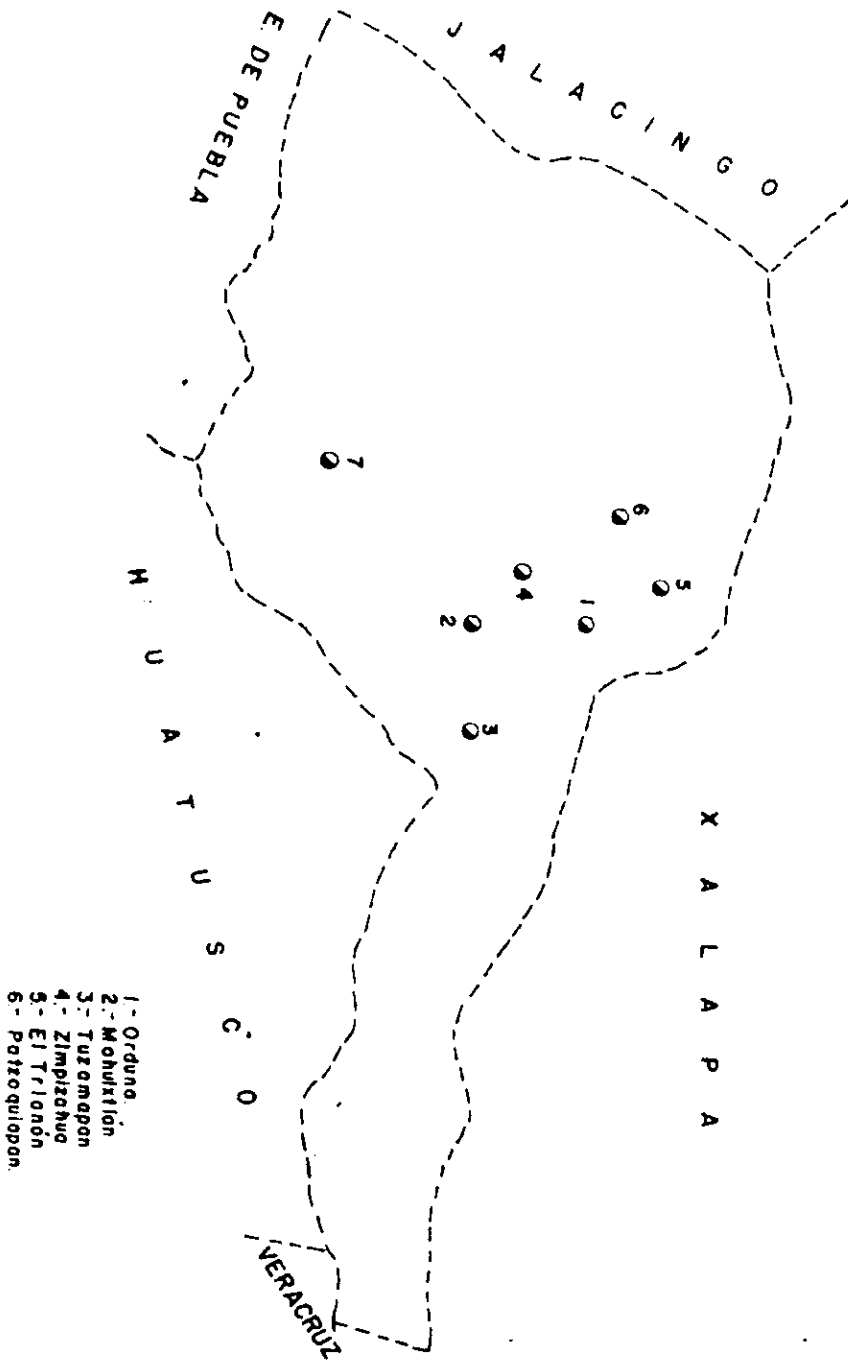 JALACINGO
E. DE PUEBLA
XALAPA
HUATUSCO
VERACRUZ
7
6
5
4
1
2
3
1.- Orduna.
2.- Mahuixtlán
3.- Tuzamapan
4.- Zimpizahua
5.- El Trianón
6.- Patzoquiapan.